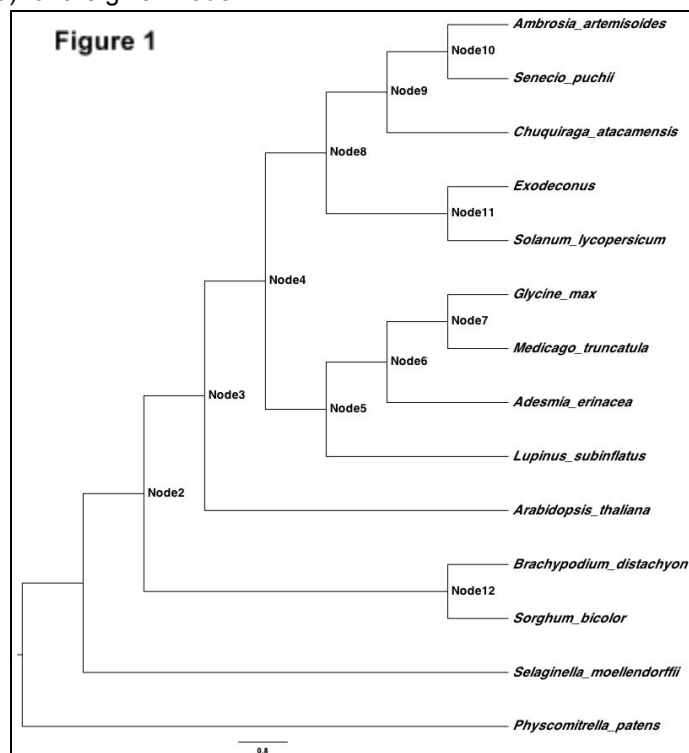 Figure 1
Ambrosia_artemisoides
Node10
Senecio_puchii
Node9
Chuquiraga_atacamensis
Node8
Exodeconus
Node11
Solanum_lycopersicum
Node4
Glycine_max
Node7
Medicago_truncatula
Node6
Node3
Adesmia_erinacea
Node5
Lupinus_subinflatus
Node2
Arabidopsis_thaliana
Brachypodium_distachyon
Node12
Sorghum_bicolor
Selaginella_moellendorffii
Physcomitrella_patens
0.8